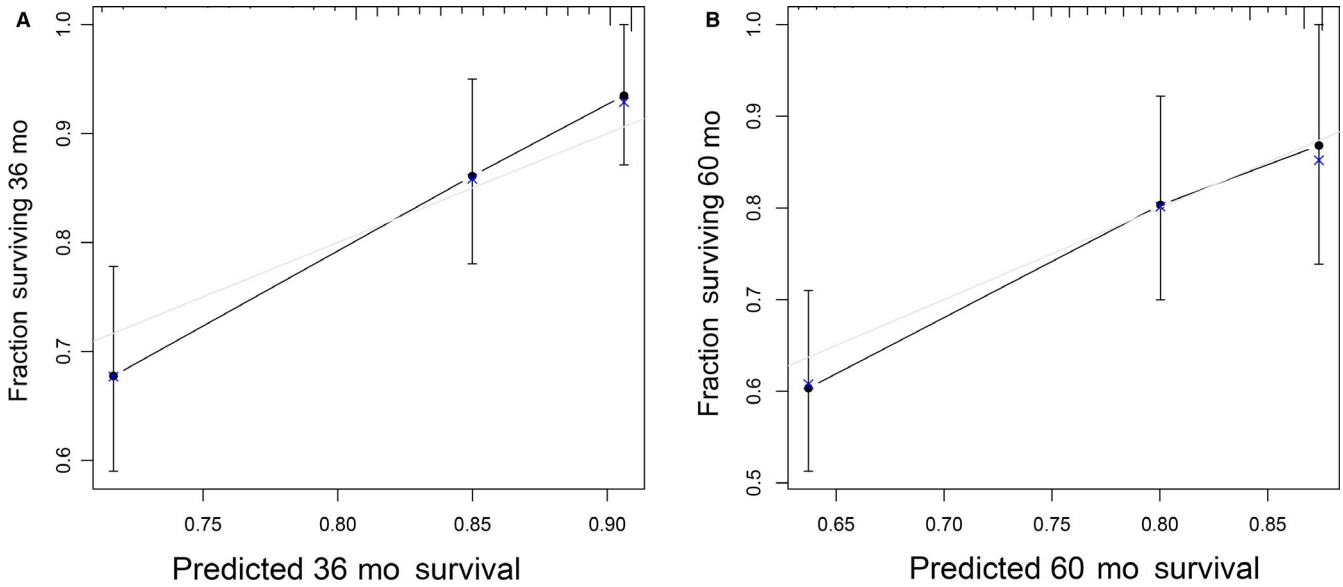 A
Fraction surviving 36 mo
1.0
0.9
0.8
0.7
0.6
0.75 0.80 0.85 0.90
Predicted 36 mo survival
B
Fraction surviving 60 mo
1.0
0.9
0.8
0.7
0.6
0.5
0.65 0.70 0.75 0.80 0.85
Predicted 60 mo survival